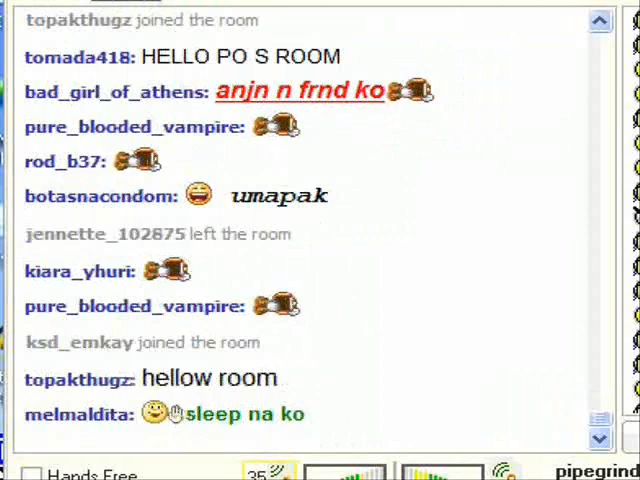 topakthugz joined the room
tomada418: HELLO PO S ROOM
bad_girl_of_athens: anjn n frnd ko
pure_blooded_vampire:
rod_b37:
botasnacondom: umapak
jennette_102875 left the room
kiara_yhuri:
pure_blooded_vampire:
ksd_emkay joined the room
topakthugz: hellow room
melmaldita: sleep na ko
Hands Free
35
pipegrind